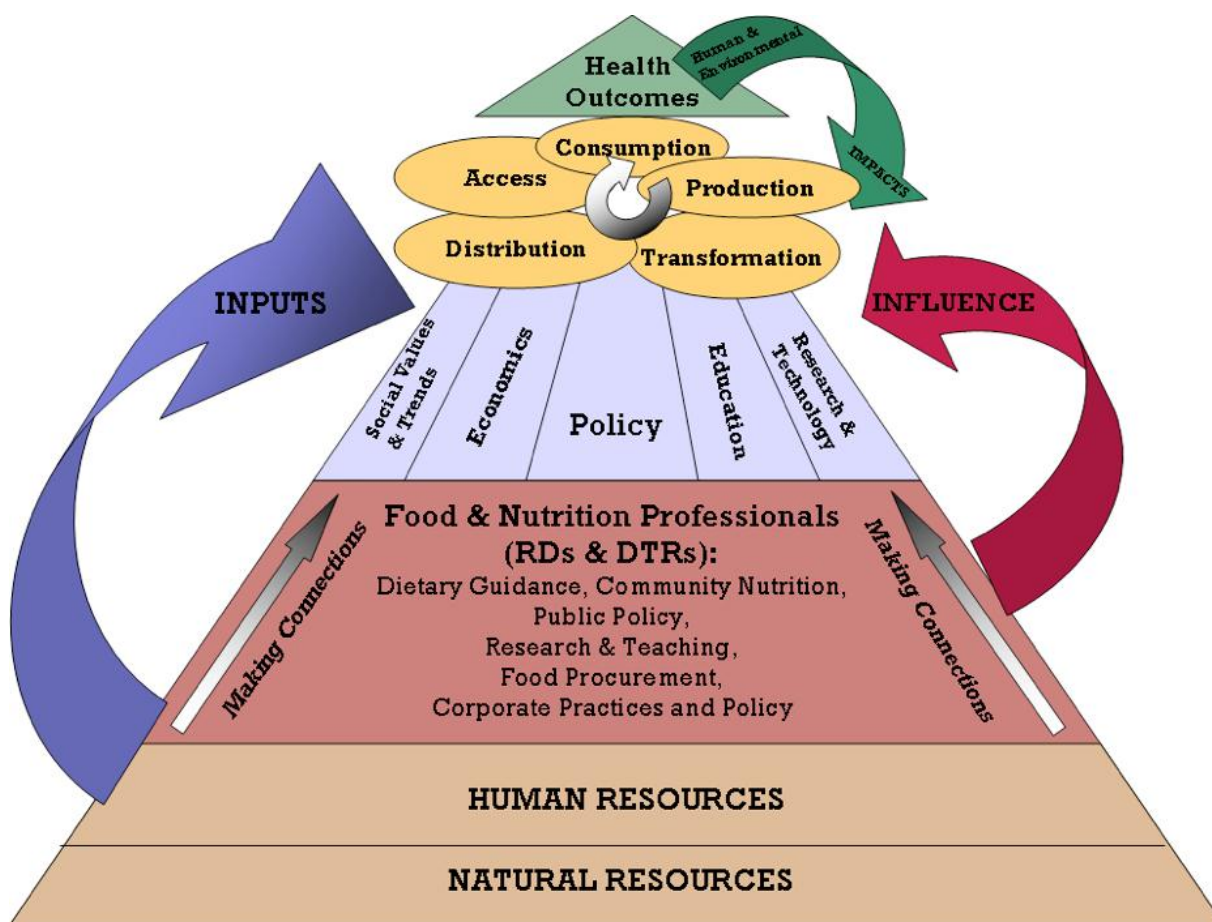 Health
Outcomes
Human &
Environmental
IMPACTS
Consumption
Access
Production
Distribution
Transformation
INPUTS
INFLUENCE
Social Values
& Trends
Economics
Policy
Education
Research &
Technology
Food & Nutrition Professionals
(RDs & DTRs):
Dietary Guidance, Community Nutrition,
Public Policy,
Research & Teaching,
Food Procurement,
Corporate Practices and Policy
Making Connections
Making Connections
HUMAN RESOURCES
NATURAL RESOURCES